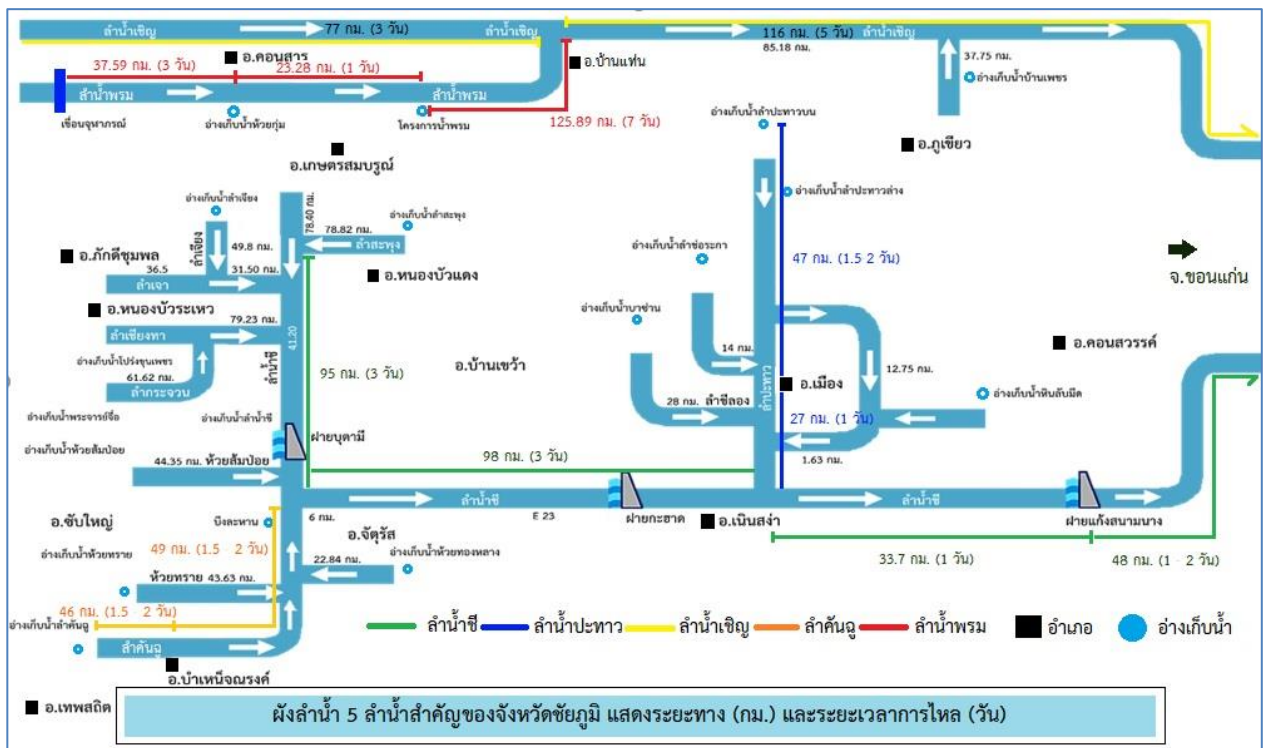 ลำน้ำเชิญ
77 กม. (3 วัน)
ลำน้ำเชิญ
116 กม. (5 วัน)
ลำน้ำเชิญ
85.18 กม.
37.59 กม. (3 วัน)
อ.คอนสาร
23.28 กม. (1 วัน)
อ.บ้านแท่น
37.75 กม.
อ่างเก็บน้ำบ้านเพชร
ลำน้ำพรม
ลำน้ำพรม
เขื่อนจุฬาภรณ์
อ่างเก็บน้ำห้วยกุ่ม
โครงการน้ำพรม
125.89 กม. (7 วัน)
อ่างเก็บน้ำลำปะทาวบน
อ.ภูเขียว
อ.เกษตรสมบูรณ์
อ่างเก็บน้ำลำปะทาวล่าง
อ่างเก็บน้ำลำเจียง
78.40 กม.
78.82 กม.
อ่างเก็บน้ำลำสะพุง
ลำสะพุง
ลำเจียง
49.8 กม.
อ.ภักดีชุมพล
36.5
31.50 กม.
ลำเจา
อ.หนองบัวแดง
อ่างเก็บน้ำลำช่อระกา
47 กม. (1.5 2 วัน)
จ.ขอนแก่น
อ.หนองบัวระเหว
79.23 กม.
ลำเชียงทา
41.20
ลำน้ำชี
อ่างเก็บน้ำบาซ่าน
อ่างเก็บน้ำโปร่งขุนเพชร
61.62 กม.
ลำกระจวน
95 กม. (3 วัน)
อ.บ้านเขว้า
14 กม.
ลำปะทาว
อ.เมือง
12.75 กม.
อ.คอนสวรรค์
อ่างเก็บน้ำหินลับมีด
28 กม. ลำชีลอง
27 กม. (1 วัน)
1.63 กม.
อ่างเก็บน้ำพระจารย์จื่อ
อ่างเก็บน้ำลำน้ำชี
ฝายบุตามี
อ่างเก็บน้ำห้วยส้มป่อย
44.35 กม. ห้วยส้มป่อย
98 กม. (3 วัน)
ลำน้ำชี
ลำน้ำชี
อ.ซับใหญ่
บึงละหาน
6 กม.
อ.จัตุรัส
E 23
ฝายกะฮาด
อ.เนินสง่า
ฝายแก้งสนามนาง
อ่างเก็บน้ำห้วยทราย
49 กม. (1.5 - 2 วัน)
22.84 กม.
อ่างเก็บน้ำห้วยทองหลาง
33.7 กม. (1 วัน)
48 กม. (1 - 2 วัน)
ห้วยทราย 43.63 กม.
46 กม. (1.5 - 2 วัน)
อ่างเก็บน้ำลำคันฉู
ลำคันฉู
อ.บำเหน็จณรงค์
อ.เทพสถิต
ลำน้ำชี
ลำน้ำปะทาว
ลำน้ำเชิญ
ลำคันฉู
ลำน้ำพรม
อำเภอ
อ่างเก็บน้ำ
ผังลำน้ำ 5 ลำน้ำสำคัญของจังหวัดชัยภูมิ แสดงระยะทาง (กม.) และระยะเวลาการไหล (วัน)